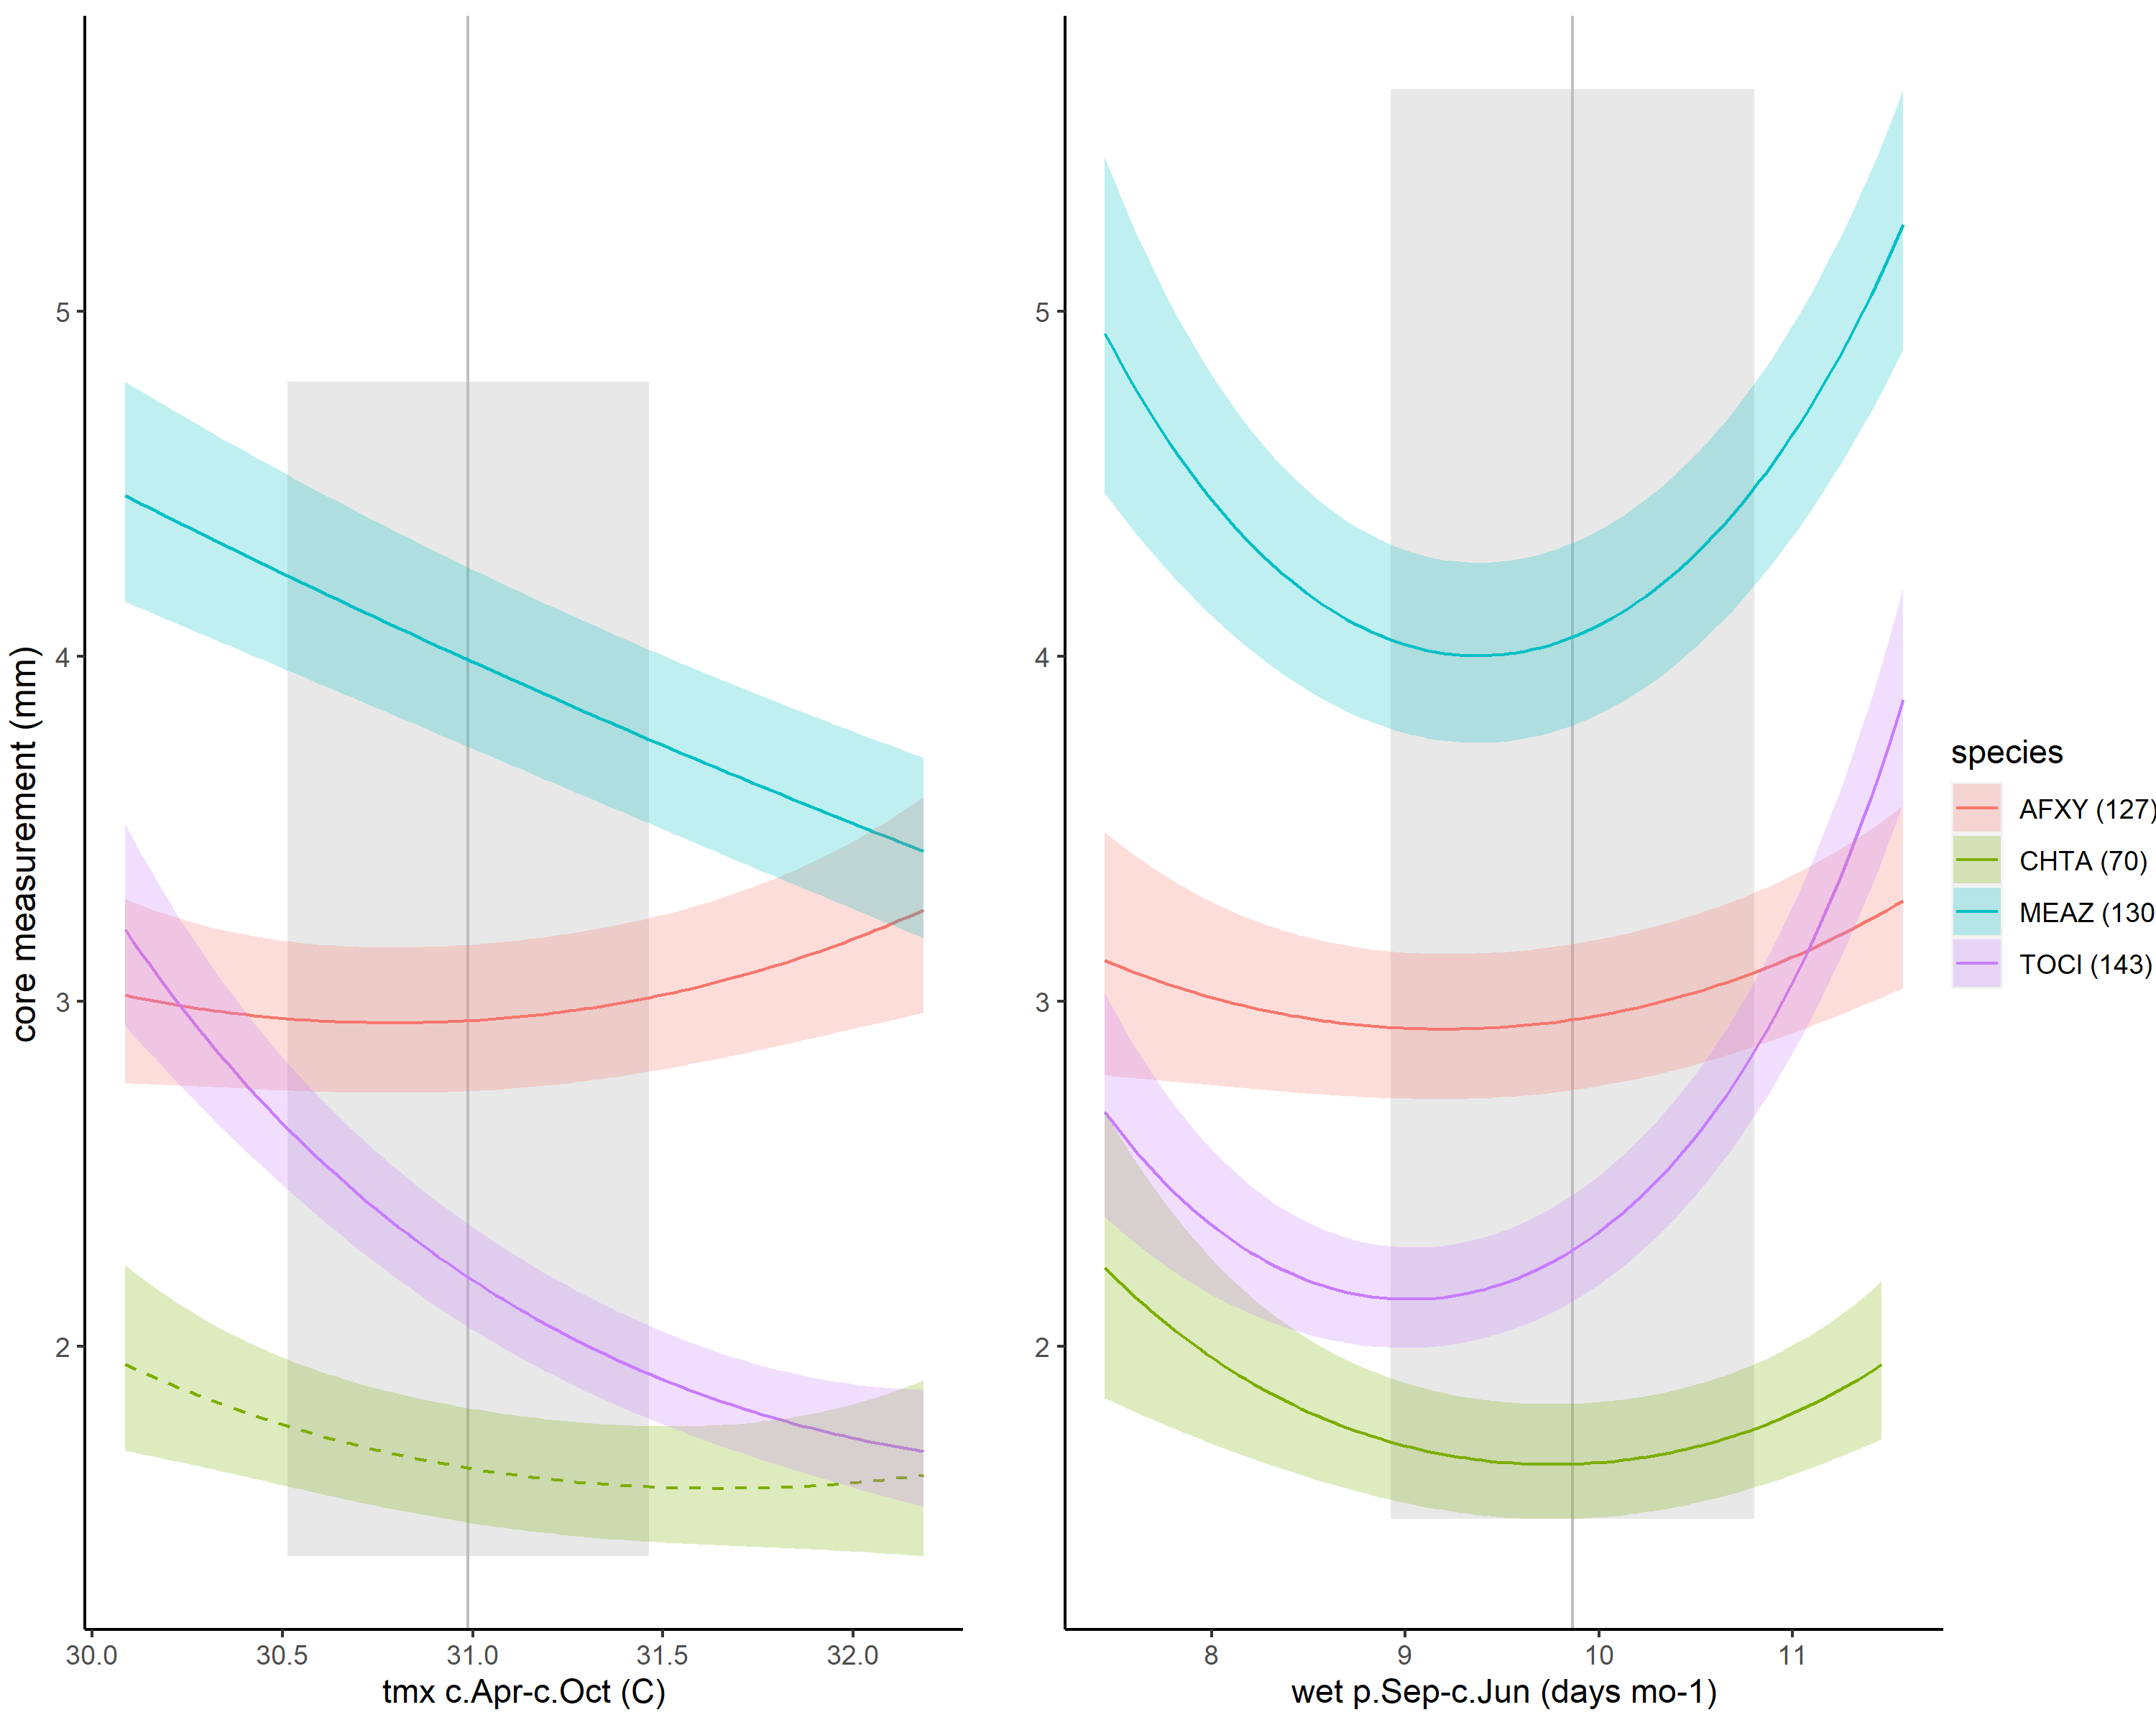 core measurement (mm)
5
4
3
2
30.0 30.5 31.0 31.5 32.0
tmx c.Apr-c.Oct (C)
5
4
3
2
8 9 10 11
wet p.Sep-c.Jun (days mo-1)
species
AFXY (127)
CHTA (70)
MEAZ (130
TOCI (143)